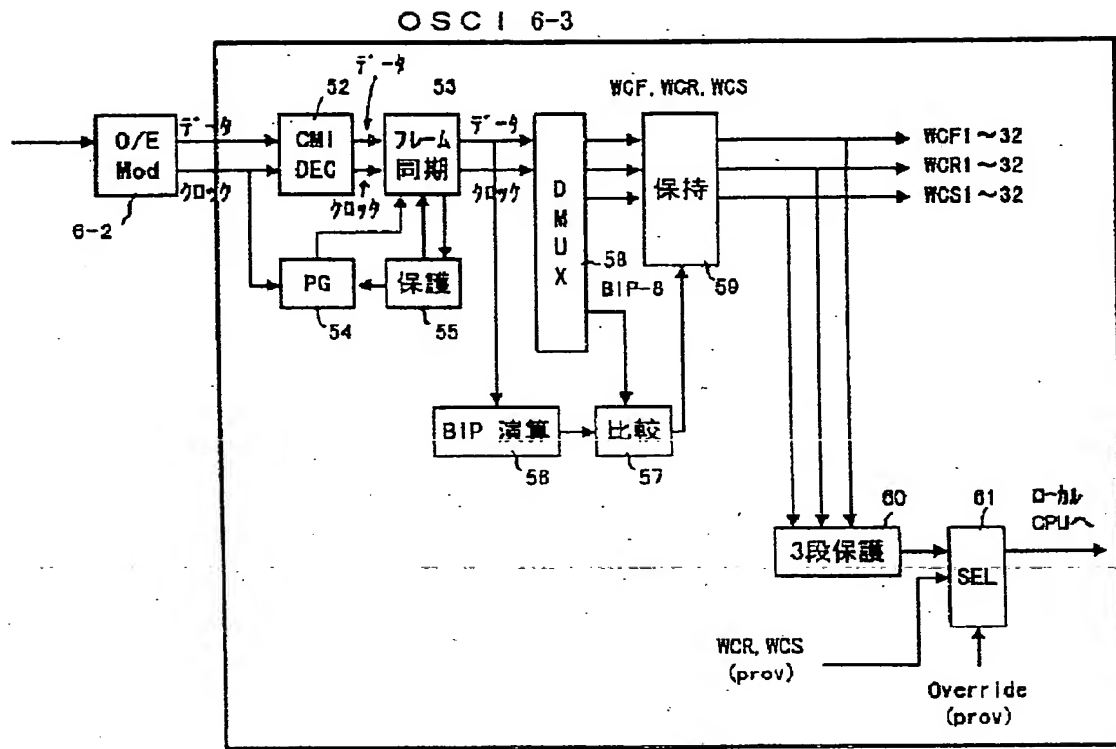 OSCI 6-3
データ
52
53
WCF, WCR, WCS
O/E
Mod
データ
クロック
6-2
CMI
DEC
クロック
フレーム
同期
データ
クロック
DMUX
58
保持
59
WCF1～32
WCR1～32
WCS1～32
PG
54
保護
55
BIP-8
BIP 演算
56
比較
57
60
61
ローカル
CPUへ
3段保護
SEL
WCR, WCS
(prov)
Override
(prov)